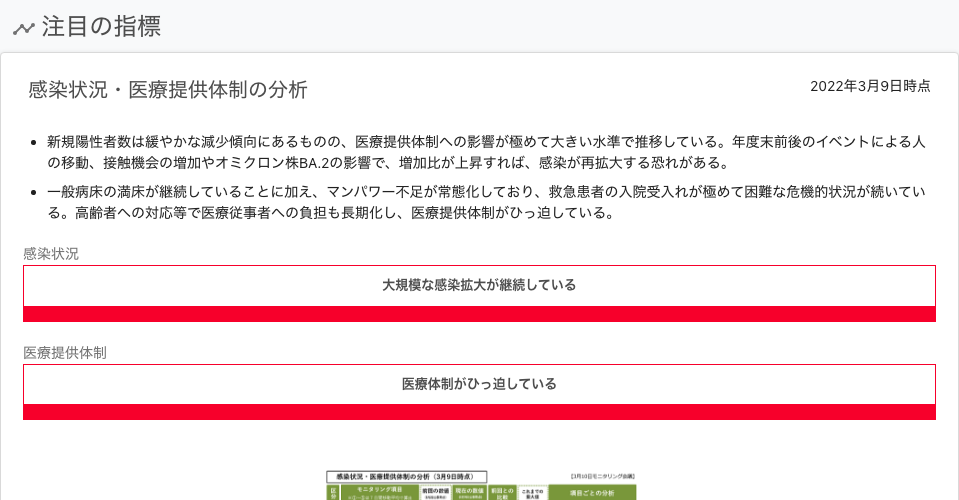 注目の指標
感染状況・医療提供体制の分析
2022年3月9日時点
新規陽性者数は緩やかな減少傾向にあるものの、医療提供体制への影響が極めて大きい水準で推移している。年度末前後のイベントによる人
の移動、接触機会の増加やオミクロン株BA.2の影響で、増加比が上昇すれば、感染が再拡大する恐れがある。
一般病床の満床が継続していることに加え、マンパワー不足が常態化しており、救急患者の入院受入れが極めて困難な危機的状況が続いてい
る。高齢者への対応等で医療従事者への負担も長期化し、医療提供体制がひっ迫している。
感染状況
大規模な感染拡大が継続している
医療提供体制
医療体制がひっ迫している
感染状況・医療提供体制の分析（3月9日時点）
【3月10日モニタリング会議】
区分
モニタリング項目
前回の数値
現在の数値
前回との比較
これまでの最大値
項目ごとの分析